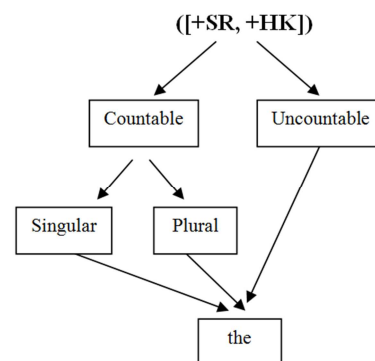 ([+SR, +HK])
Countable
Uncountable
Singular
Plural
the